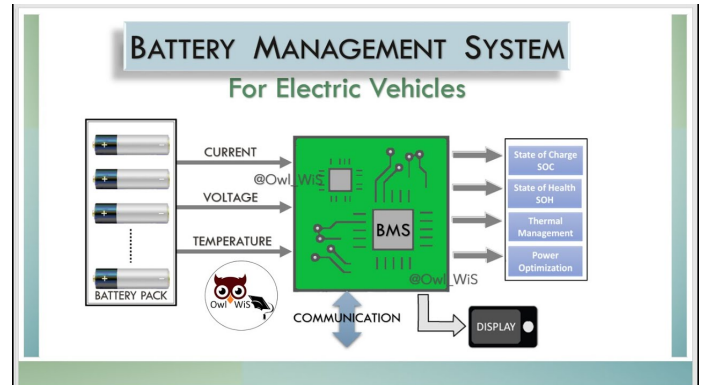 BATTERY MANAGEMENT SYSTEM
For Electric Vehicles
CURRENT
VOLTAGE
TEMPERATURE
BATTERY PACK
@Owl_WiS
BMS
@Owl_WiS
State of Charge
SOC
State of Health
SOH
Thermal
Management
Power
Optimization
Owl WiS
COMMUNICATION
DISPLAY